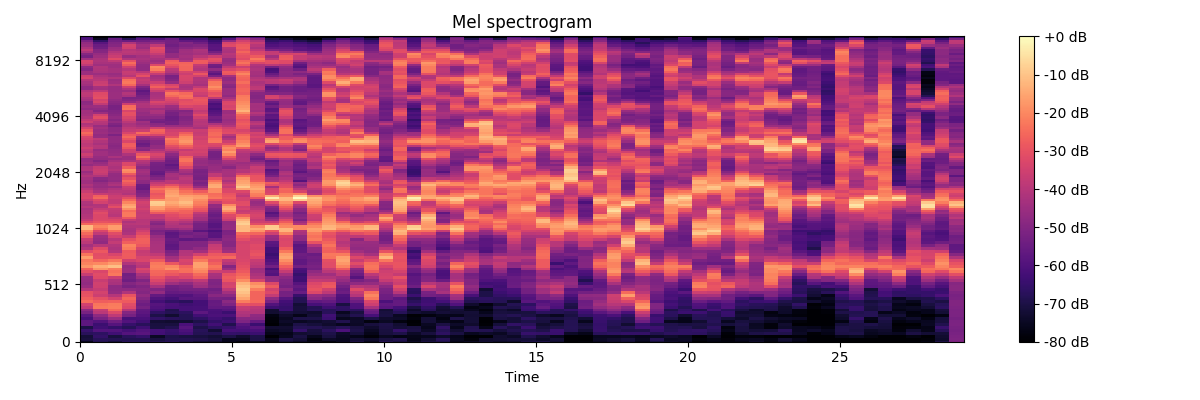 Mel spectrogram
Hz
8192
4096
2048
1024
512
0
0 5 10 15 20 25
Time
+0 dB
-10 dB
-20 dB
-30 dB
-40 dB
-50 dB
-60 dB
-70 dB
-80 dB